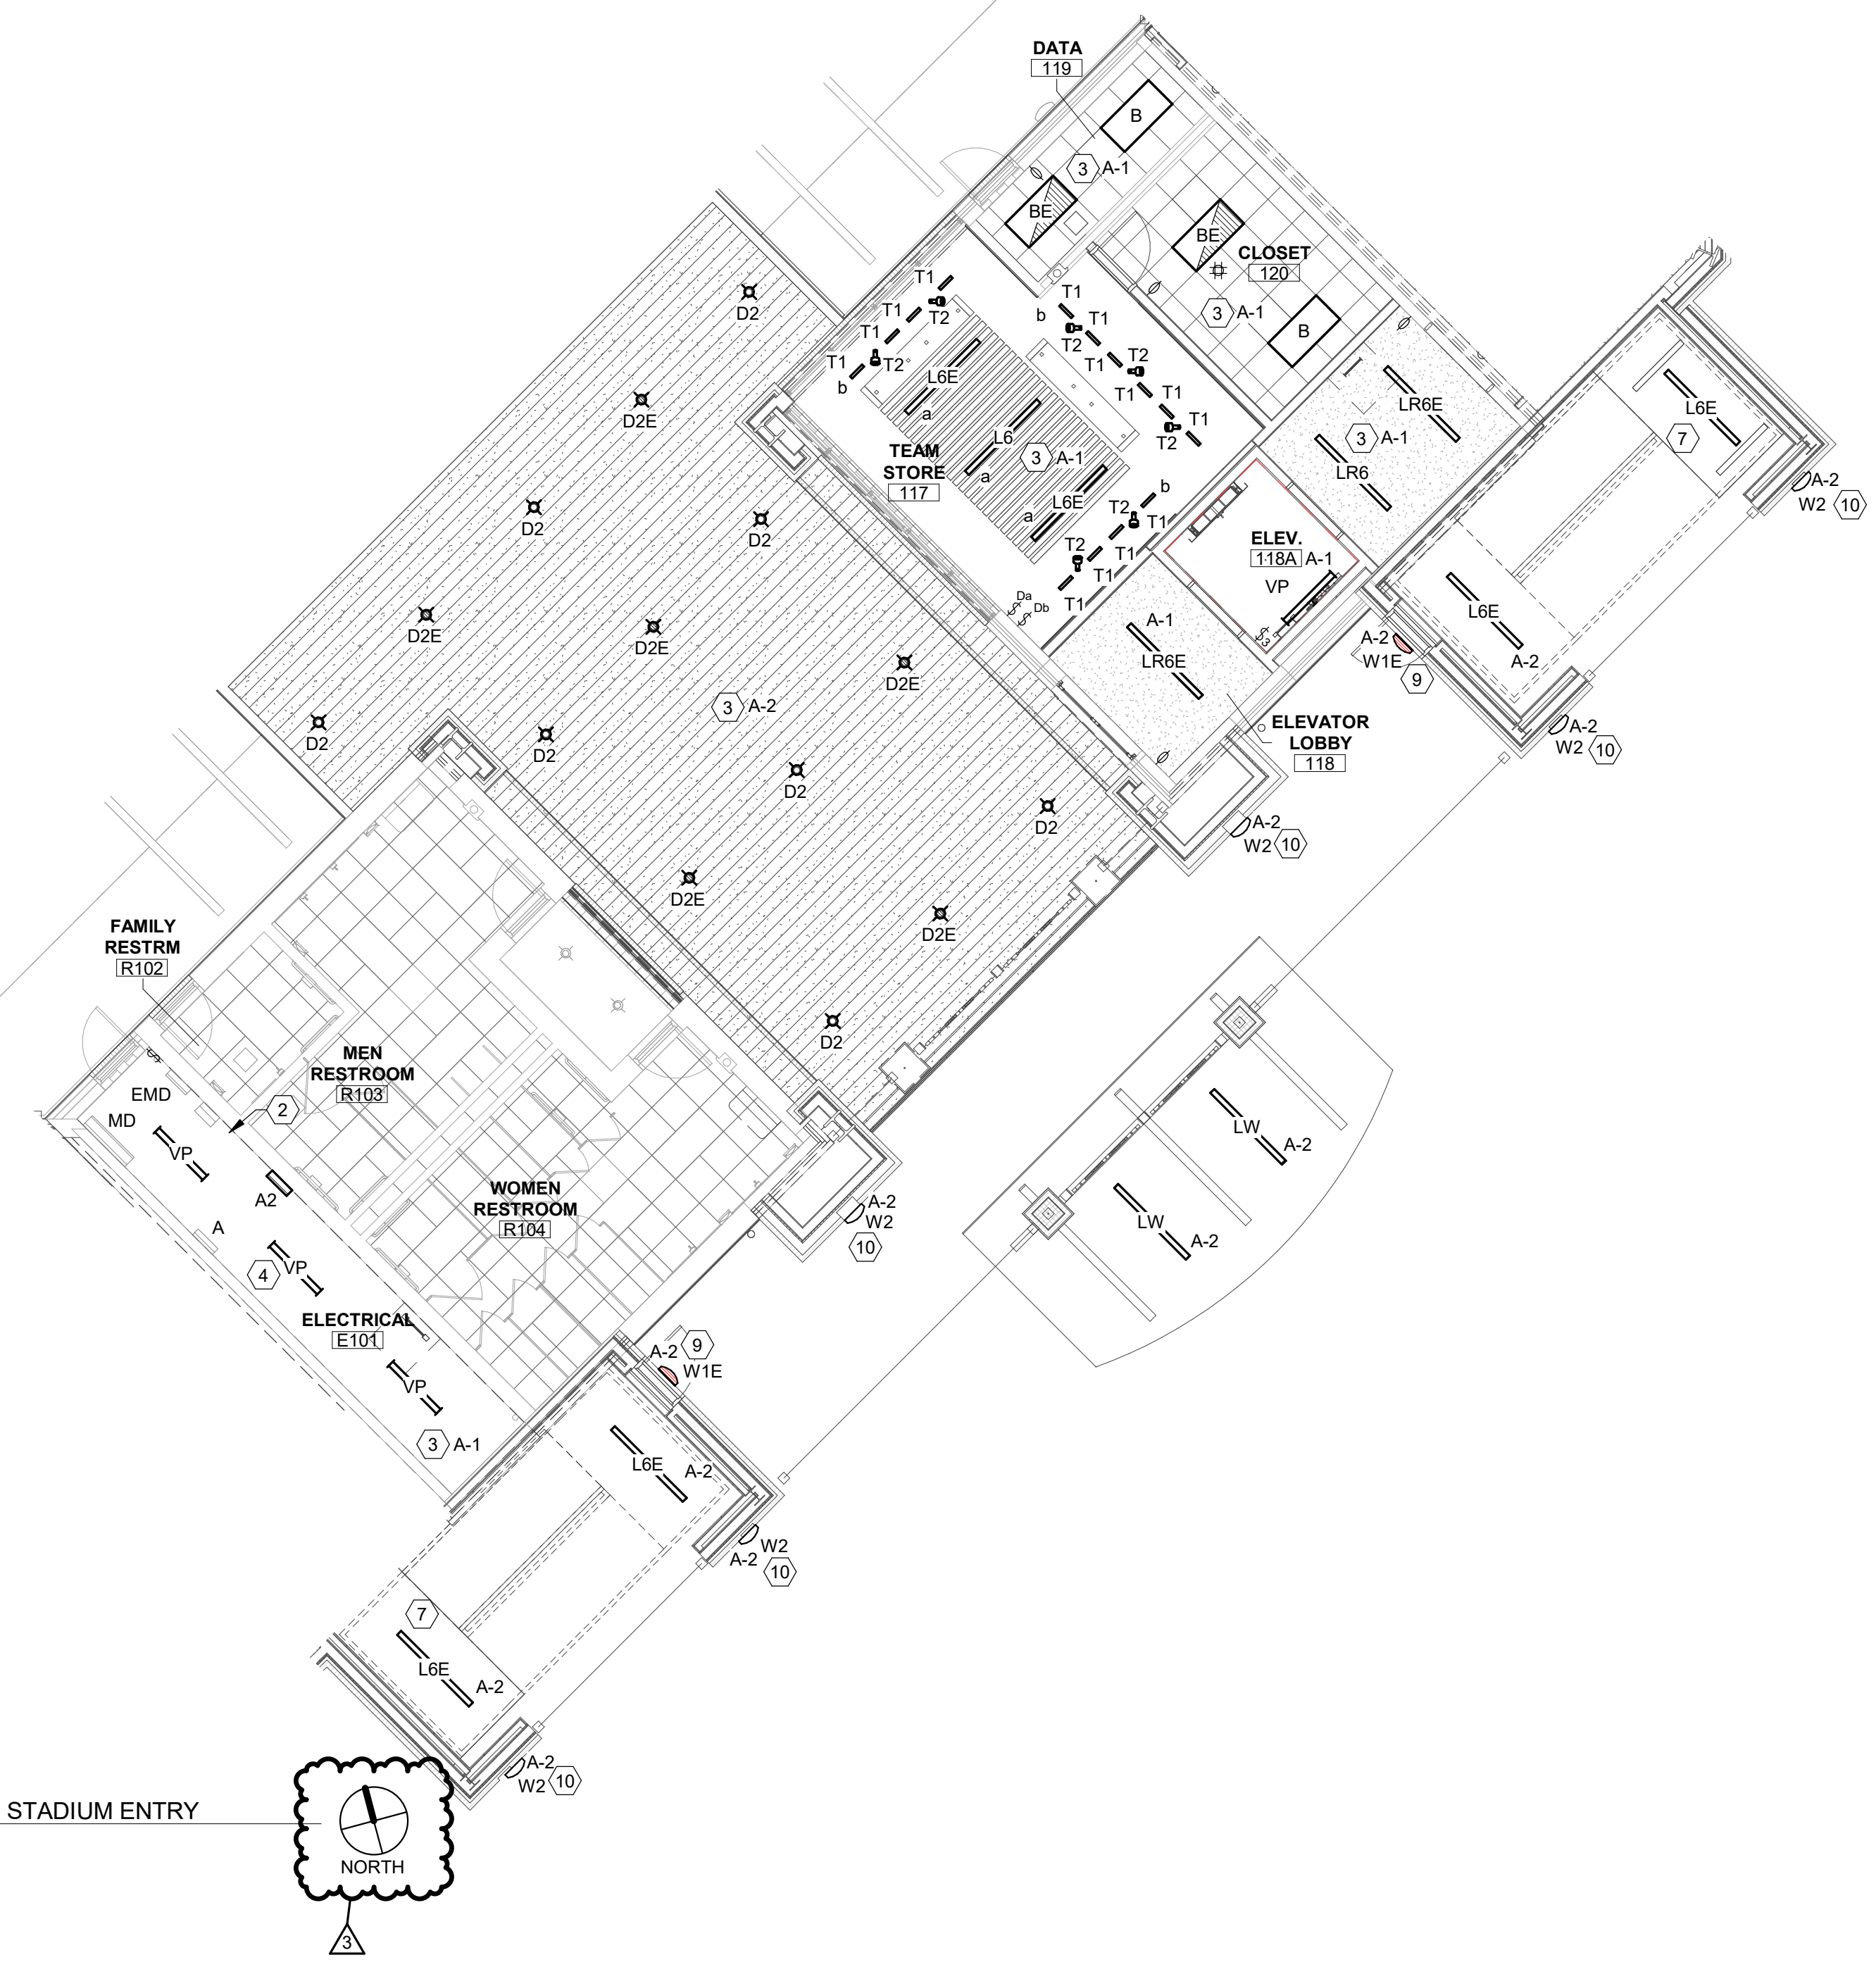 DATA
119
B
3 A-1
BE
BE
CLOSET
120
3 A-1
B
T1
T1 T2
T1
T1 T2
b
T1
b
T1
T2
T1
T2
T1
T1
T1
T2
L6E
a
L6
a
3 A-1
L6E
a
TEAM
STORE
117
b
T2
T1
T2
T1
T1
T1
Da
Db
LR6E
3 A-1
LR6
ELEV.
118A A-1
VP
3
A-1
LR6E
ELEVATOR
LOBBY
118
L6E
7
A-2
W2 10
L6E
A-2
A-2
W1E
9
A-2
W2 10
A-2
W2 10
D2
D2E
D2
D2
D2E
D2E
D2E
D2
D2
3 A-2
D2
D2
D2E
D2E
D2
FAMILY
RESTRM
R102
MEN
RESTROOM
R103
2
EMD
MD
VP
A2
A
4 VP
ELECTRICAL
E101
VP
3 A-1
WOMEN
RESTROOM
R104
A-2
W2
10
LW
A-2
LW
A-2
9
A-2
W1E
L6E
A-2
W2
A-2
10
7
L6E
A-2
A-2
W2 10
STADIUM ENTRY
NORTH
3
D2